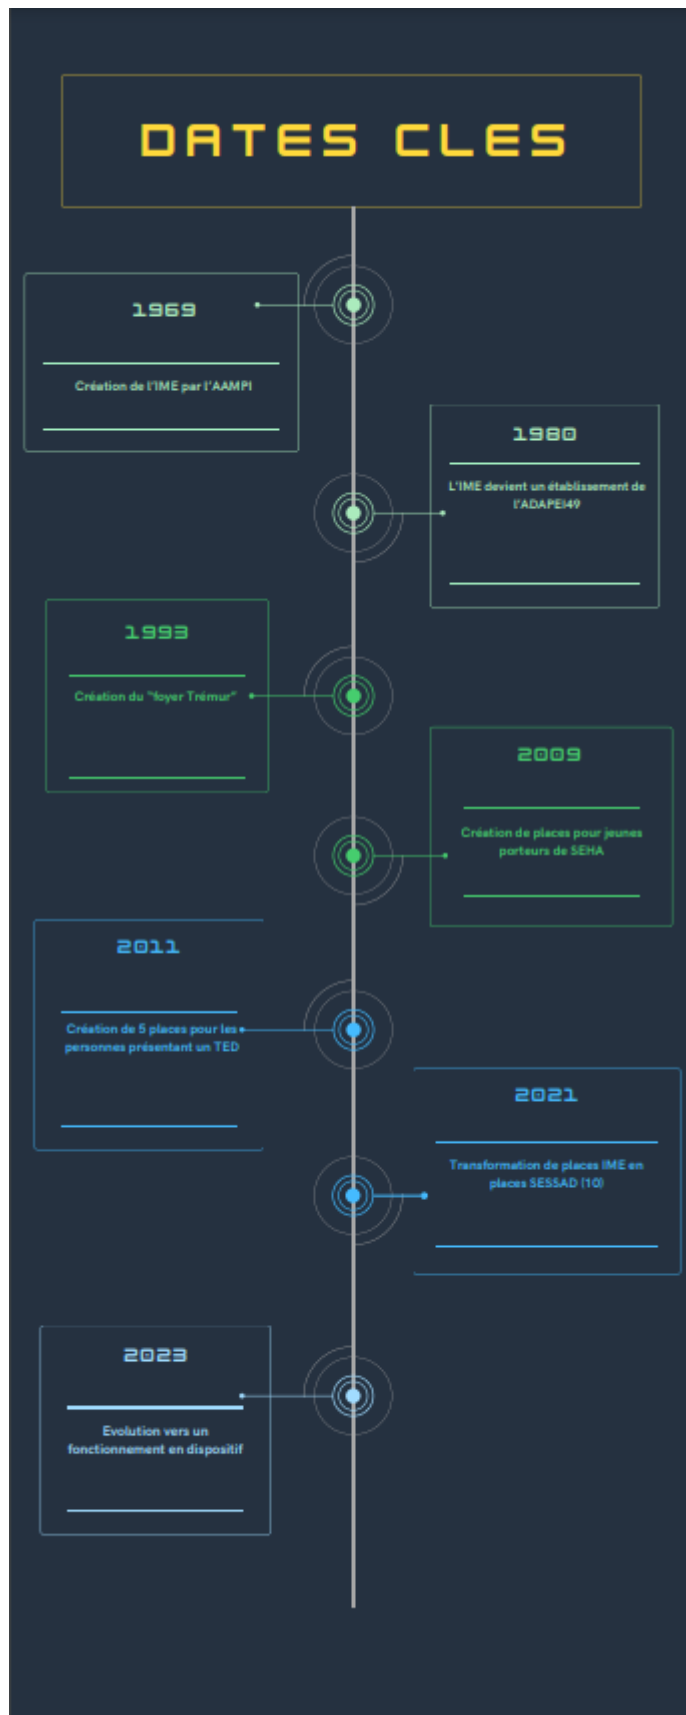 DATES CLES
1969
Création de l'IME par l'AAMPI
1980
L'IME devient un établissement de
l'ADAPEI49
1993
Création du "foyer Trémur"
2009
Création de places pour jeunes
porteurs de SEHA
2011
Création de 5 places pour les
personnes présentant un TED
2021
Transformation de places IME en
places SESSAD (10)
2023
Evolution vers un
fonctionnement en dispositif